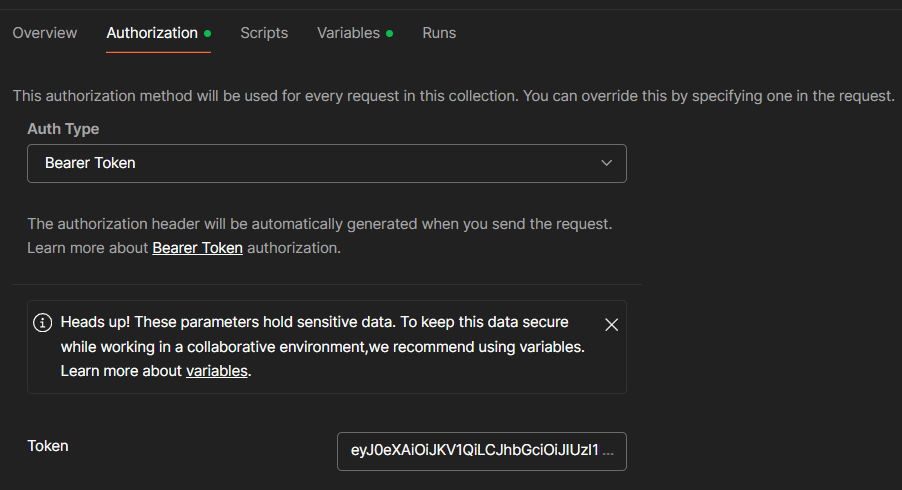 Overview Authorization Scripts Variables Runs
This authorization method will be used for every request in this collection. You can override this by specifying one in the request.
Auth Type
Bearer Token
The authorization header will be automatically generated when you send the request.
Learn more about Bearer Token authorization.
Heads up! These parameters hold sensitive data. To keep this data secure
while working in a collaborative environment,we recommend using variables.
Learn more about variables.
Token eyJ0eXAiOiJKV1QiLCJhbGciOiJIUzI1 ...